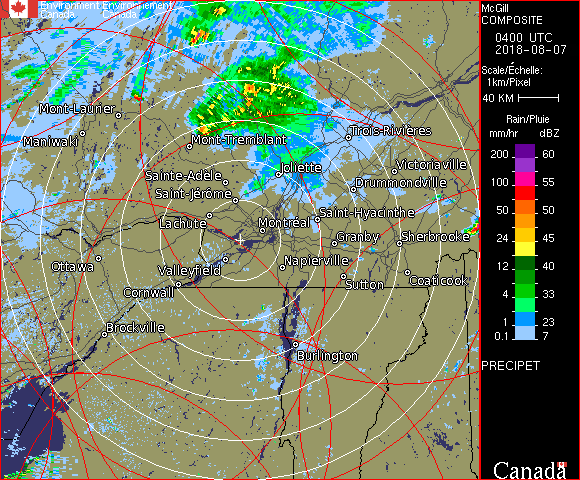 Environment Environnement
Canada Canada
McGill
COMPOSITE
0400 UTC
2018-08-07
Scale/Échelle:
1km/Pixel
40 KM
Rain/Pluie
mm/hr dBZ
200 60
100 55
50 50
24 45
12 40
4 33
1 23
0.1 7
PRECIPET
Canada
Mont-Laurier
Maniwaki
Mont-Tremblant
Trois-Rivières
Joliette
Victoriaville
Sainte-Adèle
Drummondville
Saint-Jérôme
Lachute
Saint-Hyacinthe
Montréal
Granby
Sherbrooke
Ottawa
Valleyfield
Napierville
Cornwall
Sutton
Coaticook
Brockville
Burlington